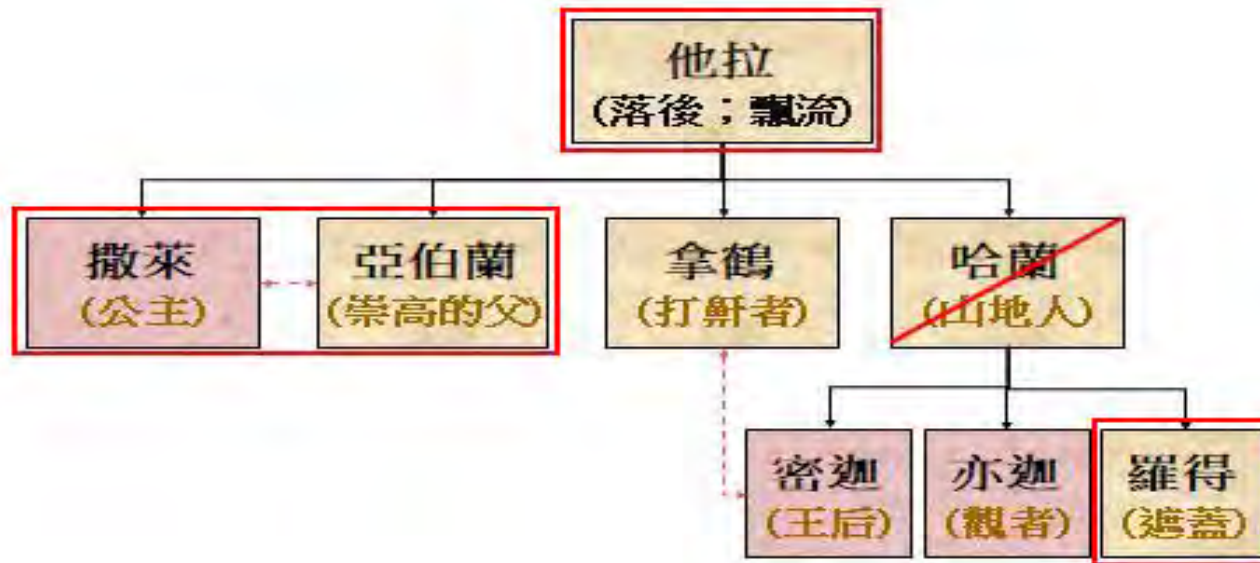 他拉
(落後；飄流)
撒萊
(公主)
亞伯蘭
(崇高的父)
拿鶴
(打鼾者)
哈蘭
(山地人)
密迦
(王后)
亦迦
(觀者)
羅得
(遮蓋)